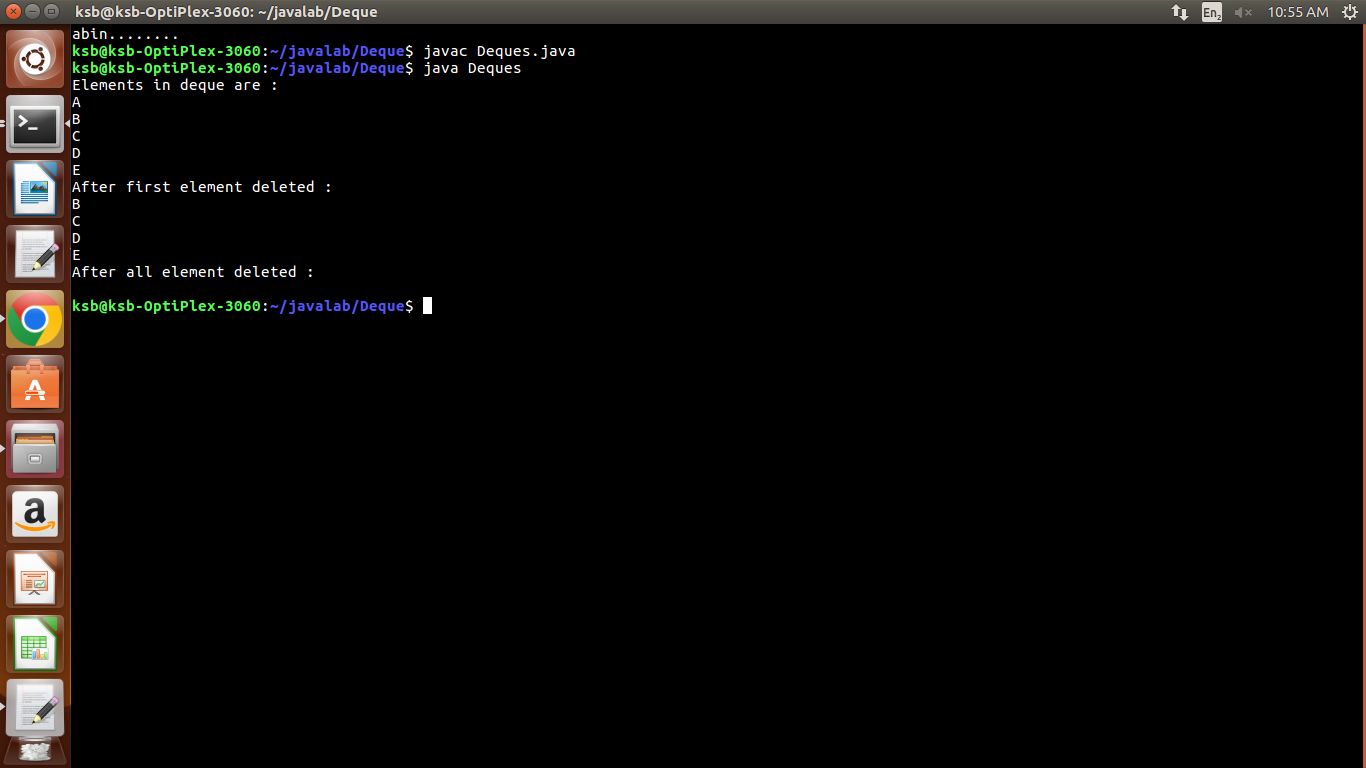 ksb@ksb-OptiPlex-3060: ~/javalab/Deque
En2
10:55 AM
abin........
ksb@ksb-OptiPlex-3060:~/javalab/Deque$ javac Deques.java
ksb@ksb-OptiPlex-3060:~/javalab/Deque$ java Deques
Elements in deque are :
A
B
C
D
E
After first element deleted :
B
C
D
E
After all element deleted :
ksb@ksb-OptiPlex-3060:~/javalab/Deque$